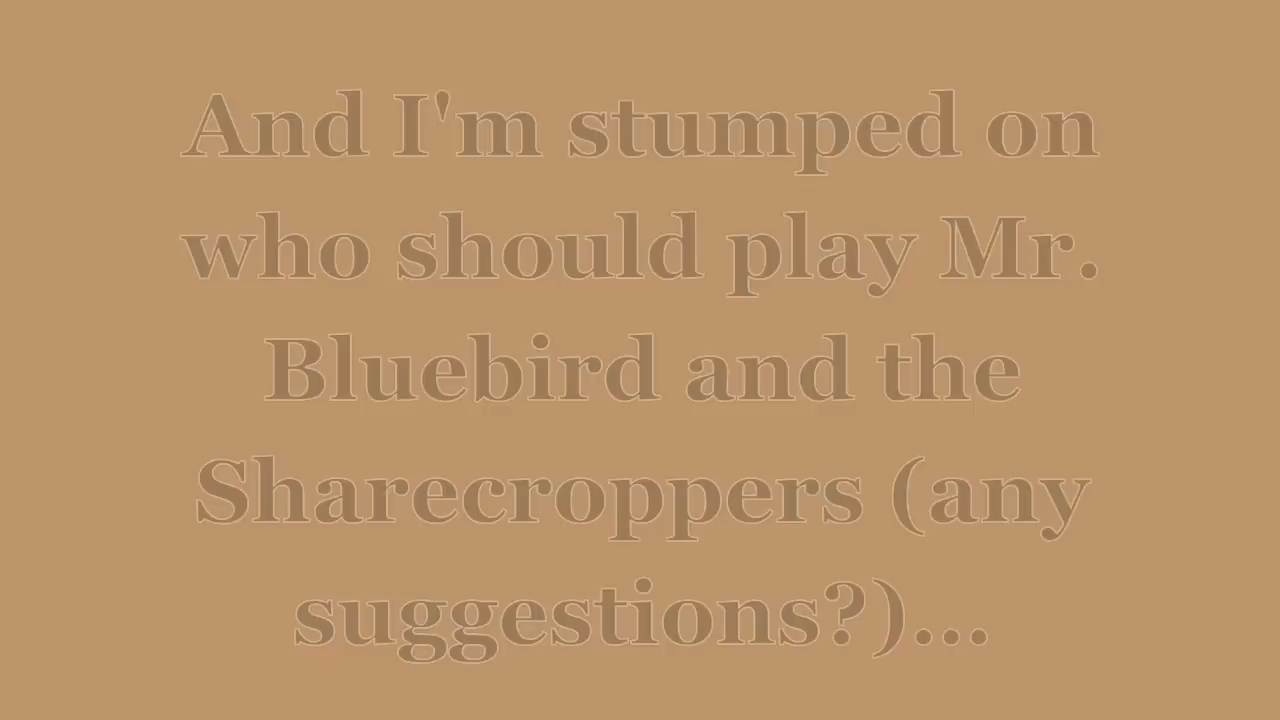 And I'm stumped on
who should play Mr.
Bluebird and the
Sharecroppers (any
suggestions?)...